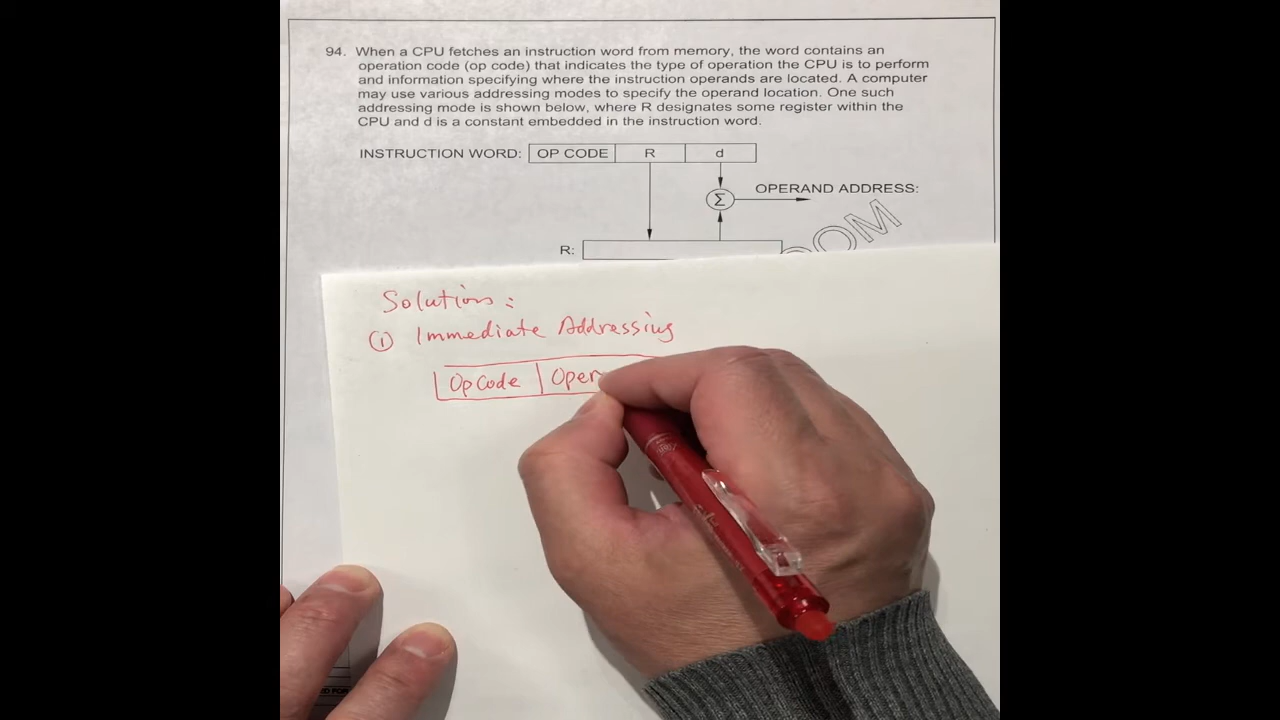 94. When a CPU fetches an instruction word from memory, the word contains an
operation code (op code) that indicates the type of operation the CPU is to perform
and information specifying where the instruction operands are located. A computer
may use various addressing modes to specify the operand location. One such
addressing mode is shown below, where R designates some register within the
CPU and d is a constant embedded in the instruction word.
INSTRUCTION WORD: OP CODE R d
OPERAND ADDRESS:
Σ
R:
OOM
Solutions:
① Immediate Addressing
OpCode | Oper